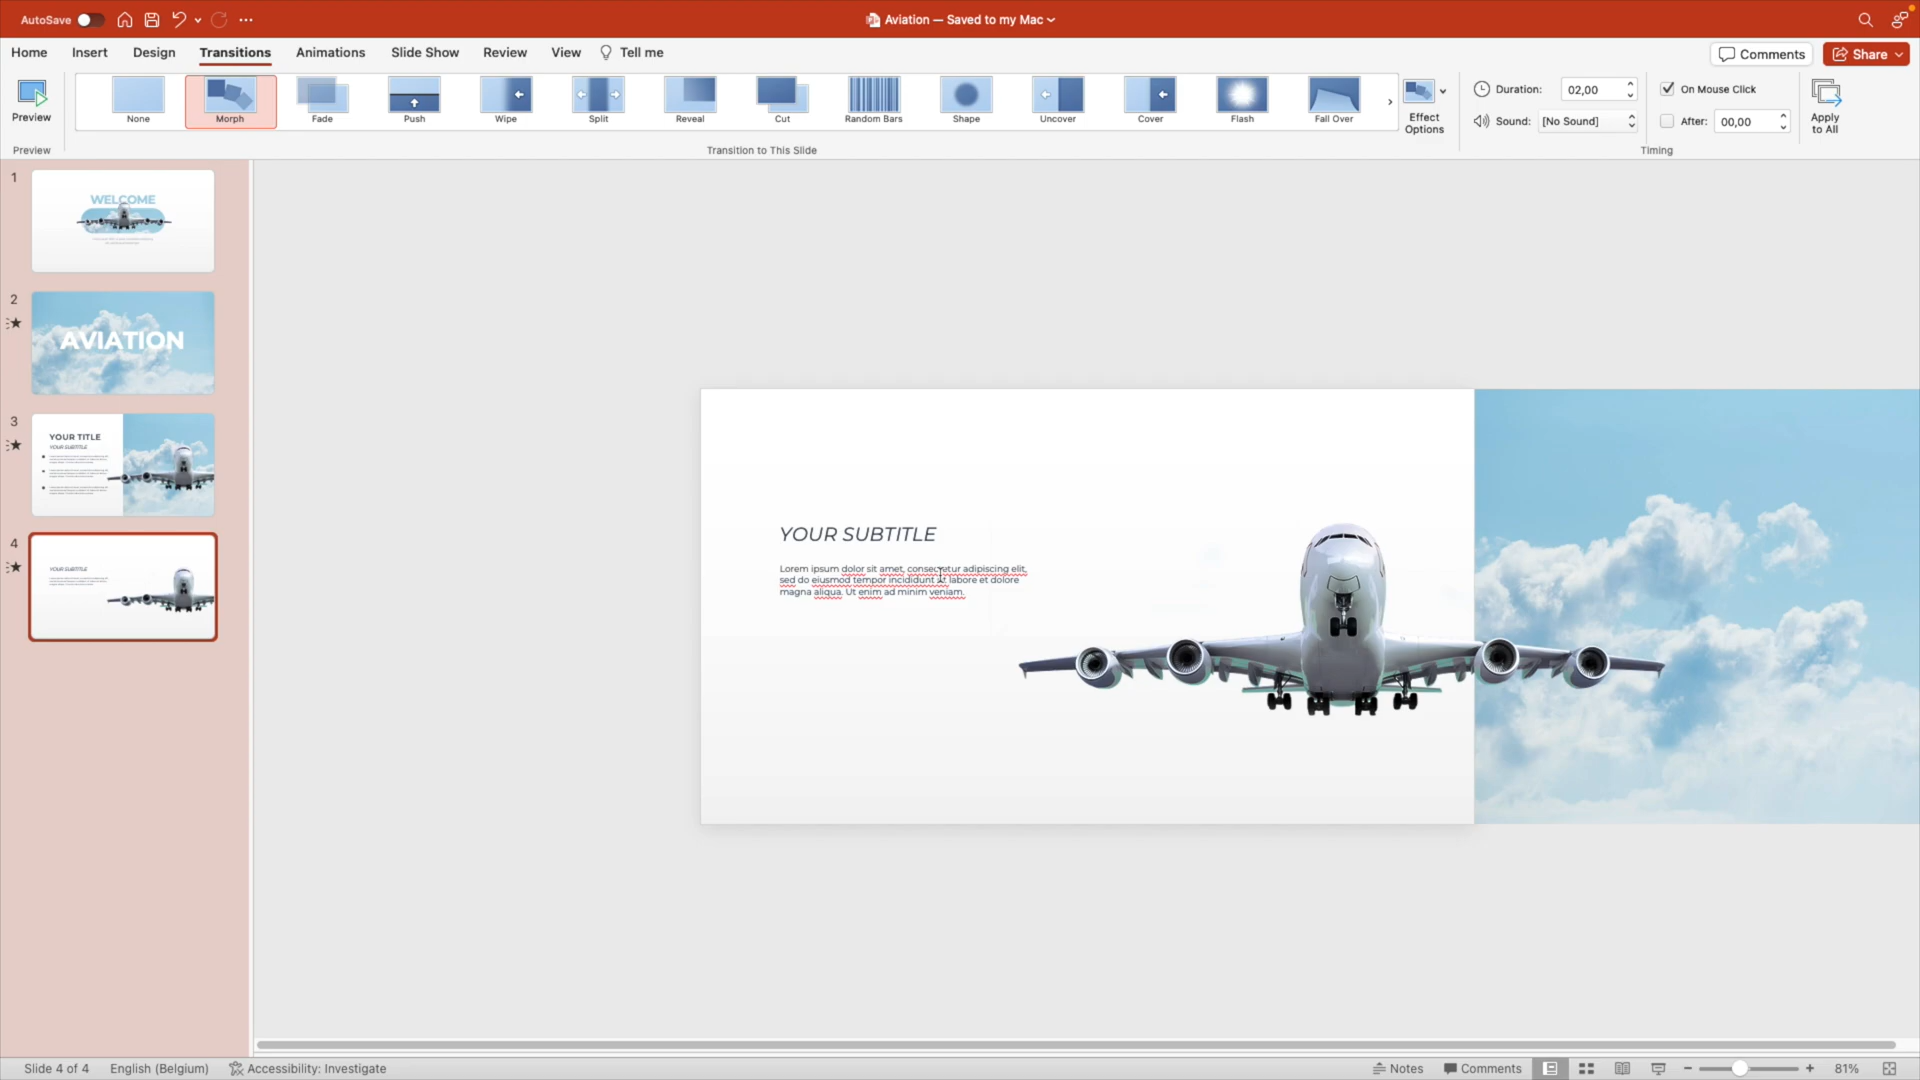 AutoSave
Aviation — Saved to my Mac
Home
Insert
Design
Transitions
Animations
Slide Show
Review
View
Tell me
Comments
Share
Preview
None
Morph
Fade
Push
Wipe
Split
Reveal
Cut
Random Bars
Shape
Uncover
Cover
Flash
Fall Over
Effect
Options
Duration:
02,00
On Mouse Click
Sound:
[No Sound]
After:
00,00
Apply
to All
Preview
Transition to This Slide
Timing
1
WELCOME
2
AVIATION
3
YOUR TITLE
YOUR SUBTITLE
4
YOUR SUBTITLE
YOUR SUBTITLE
Lorem ipsum dolor sit amet, consectetur adipiscing elit,
sed do eiusmod tempor incididunt ut labore et dolore
magna aliqua. Ut enim ad minim veniam.
Slide 4 of 4
English (Belgium)
Accessibility: Investigate
Notes
Comments
81%